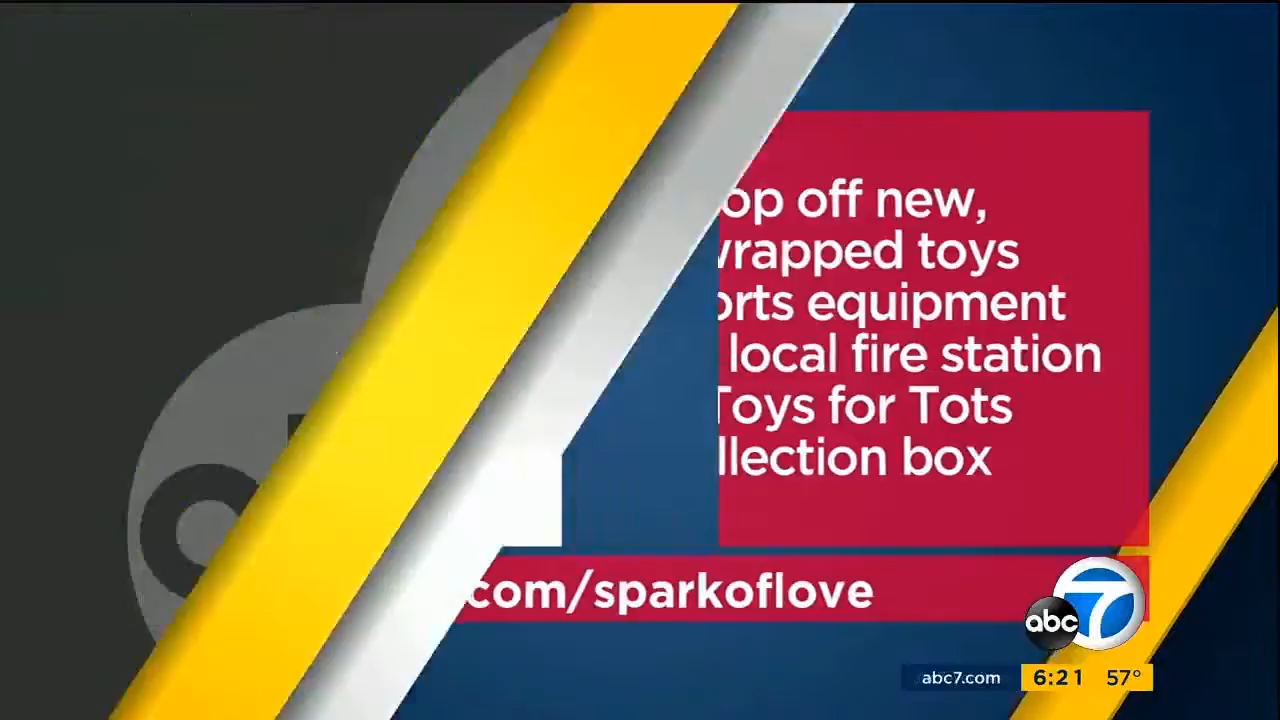 op off new,
wrapped toys
orts equipment
local fire station
Toys for Tots
llection box
.com/sparkoflove
abc 7
abc7.com 6:21 57°